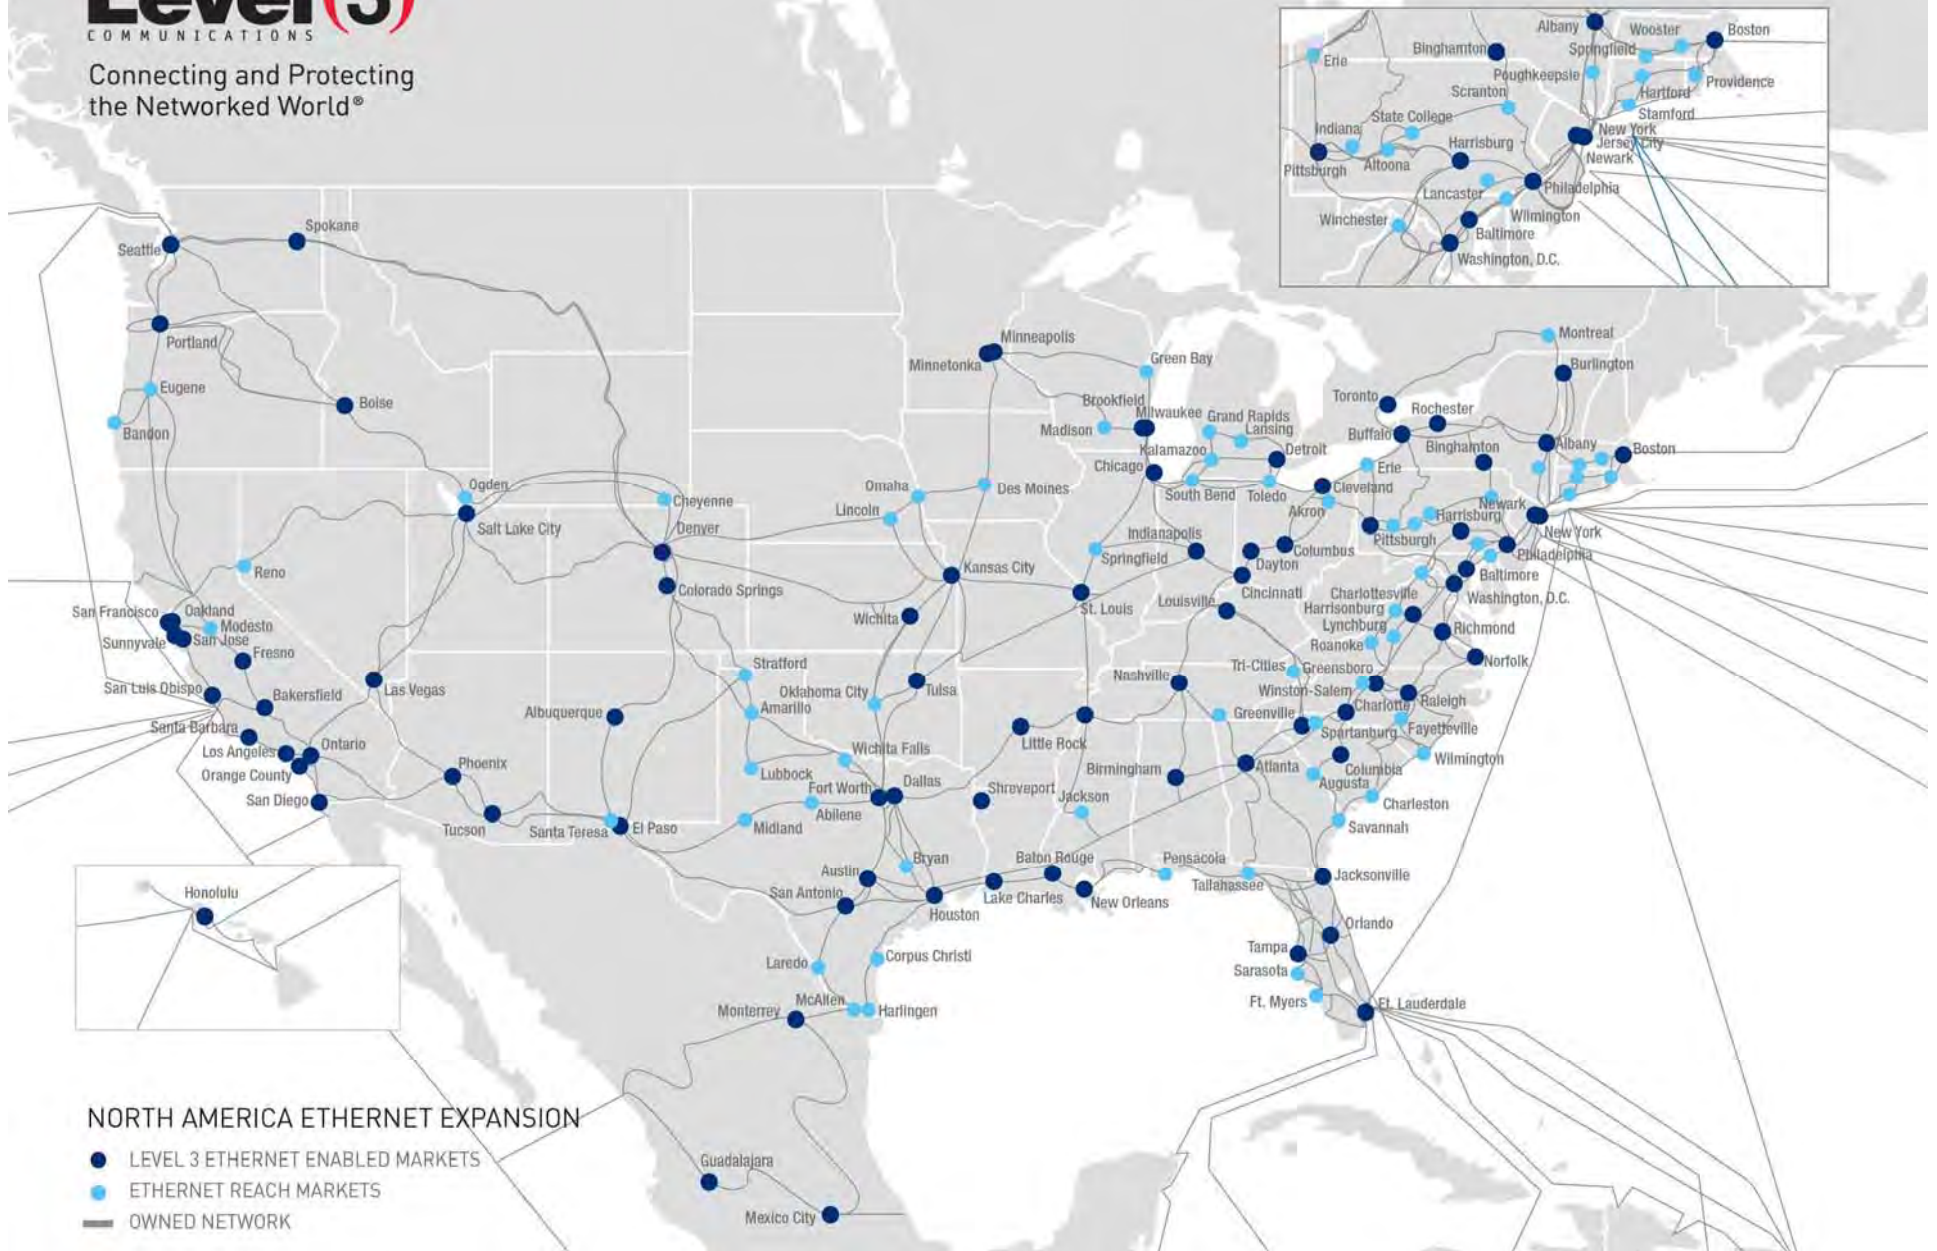 Level(3)
COMMUNICATIONS
Connecting and Protecting
the Networked World®
Albany
Wooster
Boston
Binghamton
Springfield
Erie
Poughkeepsie
Providence
Scranton
Hartford
State College
Stamford
Indiana
New York
Harrisburg
Jersey City
Newark
Pittsburgh
Altoona
Lancaster
Philadelphia
Winchester
Wilmington
Baltimore
Washington, D.C.
Spokane
Seattle
Portland
Eugene
Bandon
Boise
Ogden
Salt Lake City
Cheyenne
Denver
Colorado Springs
Reno
San Francisco
Oakland
Modesto
Sunnyvale
San Jose
Fresno
San Luis Obispo
Bakersfield
Las Vegas
Santa Barbara
Los Angeles
Ontario
Orange County
San Diego
Phoenix
Tucson
Albuquerque
Santa Teresa
El Paso
Minneapolis
Minnetonka
Green Bay
Brookfield
Milwaukee
Madison
Grand Rapids
Lansing
Kalamazoo
Detroit
Chicago
South Bend
Toledo
Omaha
Des Moines
Lincoln
Kansas City
Wichita
Springfield
Indianapolis
St. Louis
Louisville
Cincinnati
Dayton
Columbus
Cleveland
Akron
Erie
Toronto
Rochester
Buffalo
Binghamton
Montreal
Burlington
Albany
Boston
Newark
New York
Harrisburg
Pittsburgh
Philadelphia
Baltimore
Washington, D.C.
Charlottesville
Harrisonburg
Lynchburg
Roanoke
Richmond
Norfolk
Tri-Cities
Greensboro
Winston-Salem
Raleigh
Charlotte
Greenville
Spartanburg
Fayetteville
Wilmington
Columbia
Augusta
Charleston
Savannah
Atlanta
Birmingham
Nashville
Strafford
Oklahoma City
Tulsa
Amarillo
Lubbock
Wichita Falls
Fort Worth
Dallas
Abilene
Midland
Little Rock
Shreveport
Jackson
Bryan
Austin
San Antonio
Houston
Lake Charles
Baton Rouge
New Orleans
Pensacola
Tallahassee
Jacksonville
Orlando
Tampa
Sarasota
Ft. Myers
Ft. Lauderdale
Laredo
Corpus Christi
McAllen
Harlingen
Monterrey
Guadalajara
Mexico City
Honolulu
NORTH AMERICA ETHERNET EXPANSION
LEVEL 3 ETHERNET ENABLED MARKETS
ETHERNET REACH MARKETS
OWNED NETWORK